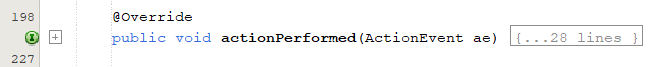 198 @Override
public void actionPerformed(ActionEvent ae) {...28 lines }
227